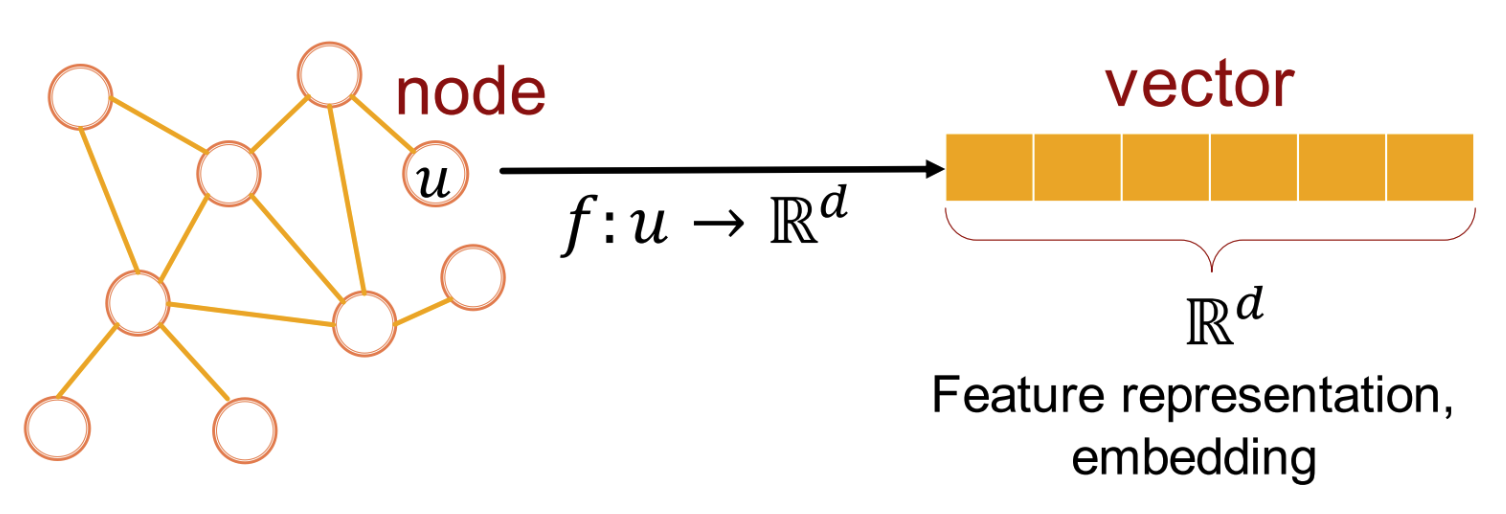 node
vector
u
f: u → ℝ^d
ℝ^d
Feature representation,
embedding